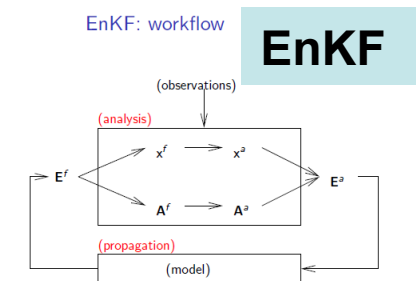 EnKF: workflow
EnKF
(observations)
(analysis)
x^f x^a
E^f E^a
A^f A^a
(propagation)
(model)